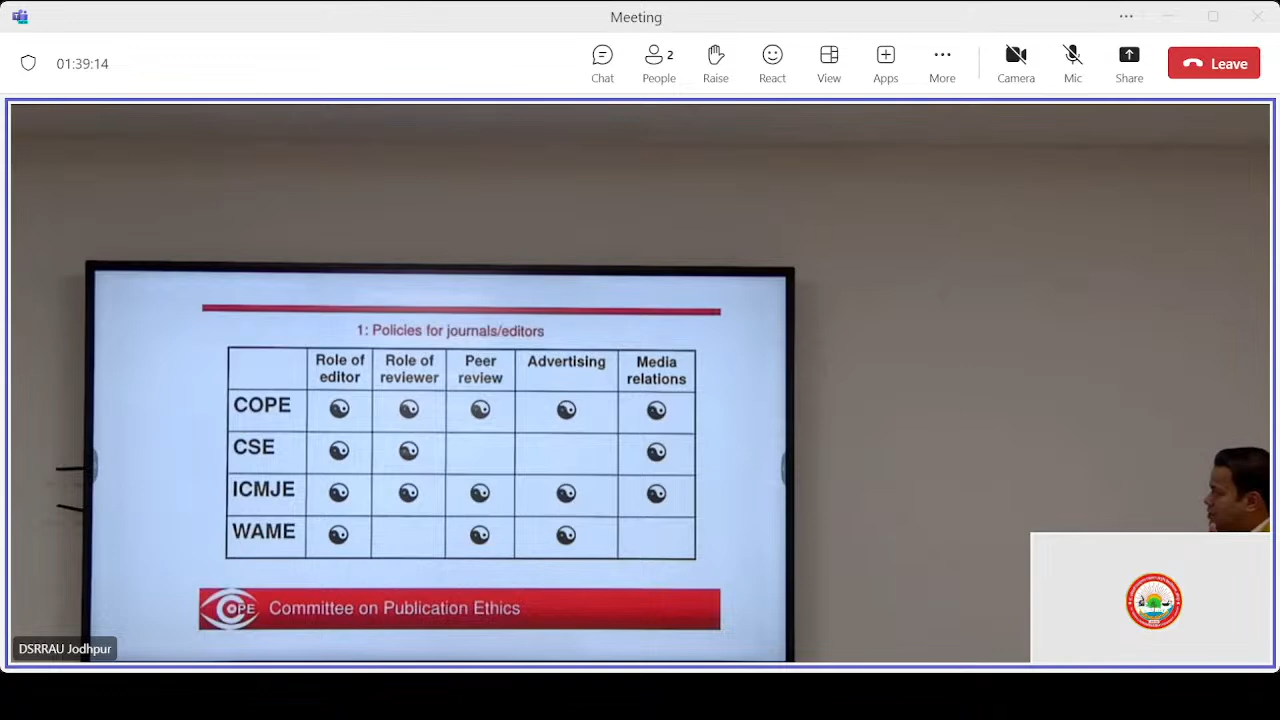 Meeting
01:39:14
Chat
2
People
Raise
React
View
Apps
More
Camera
Mic
Share
Leave
1: Policies for journals/editors
Role of editor
Role of reviewer
Peer review
Advertising
Media relations
COPE
CSE
ICMJE
WAME
COPE
Committee on Publication Ethics
DSRRAU Jodhpur